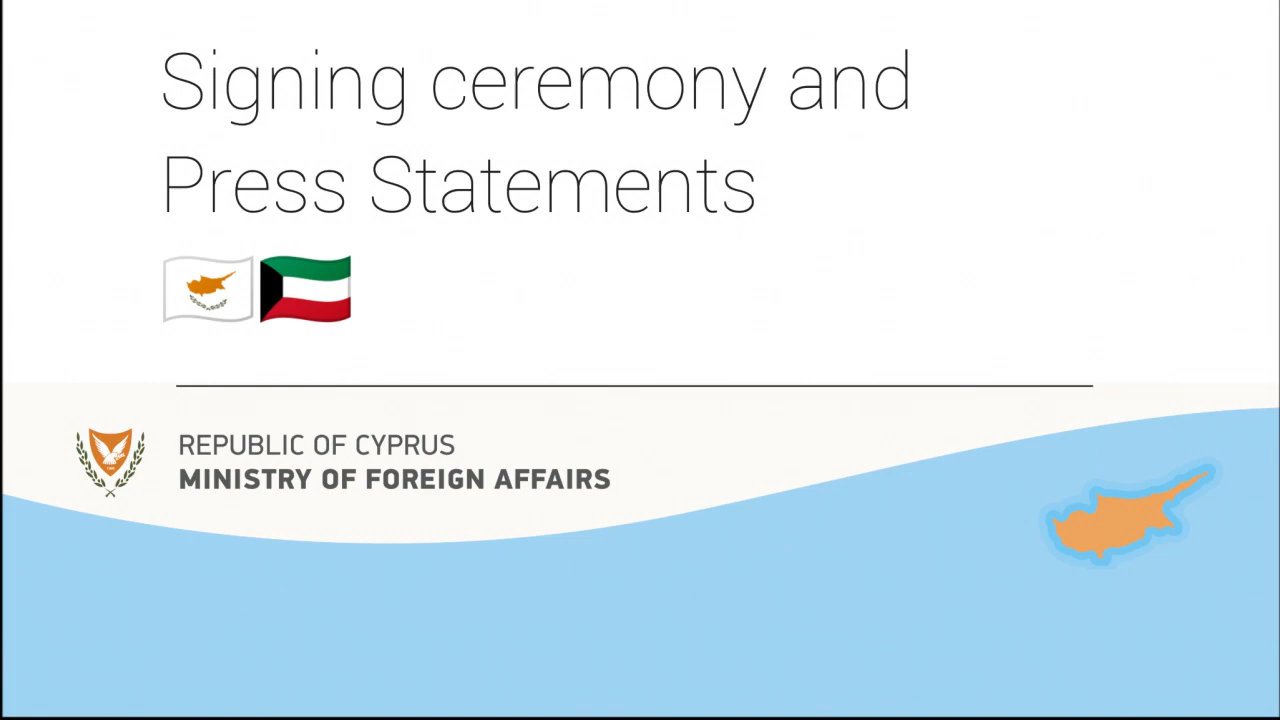 Signing ceremony and
Press Statements
REPUBLIC OF CYPRUS
MINISTRY OF FOREIGN AFFAIRS